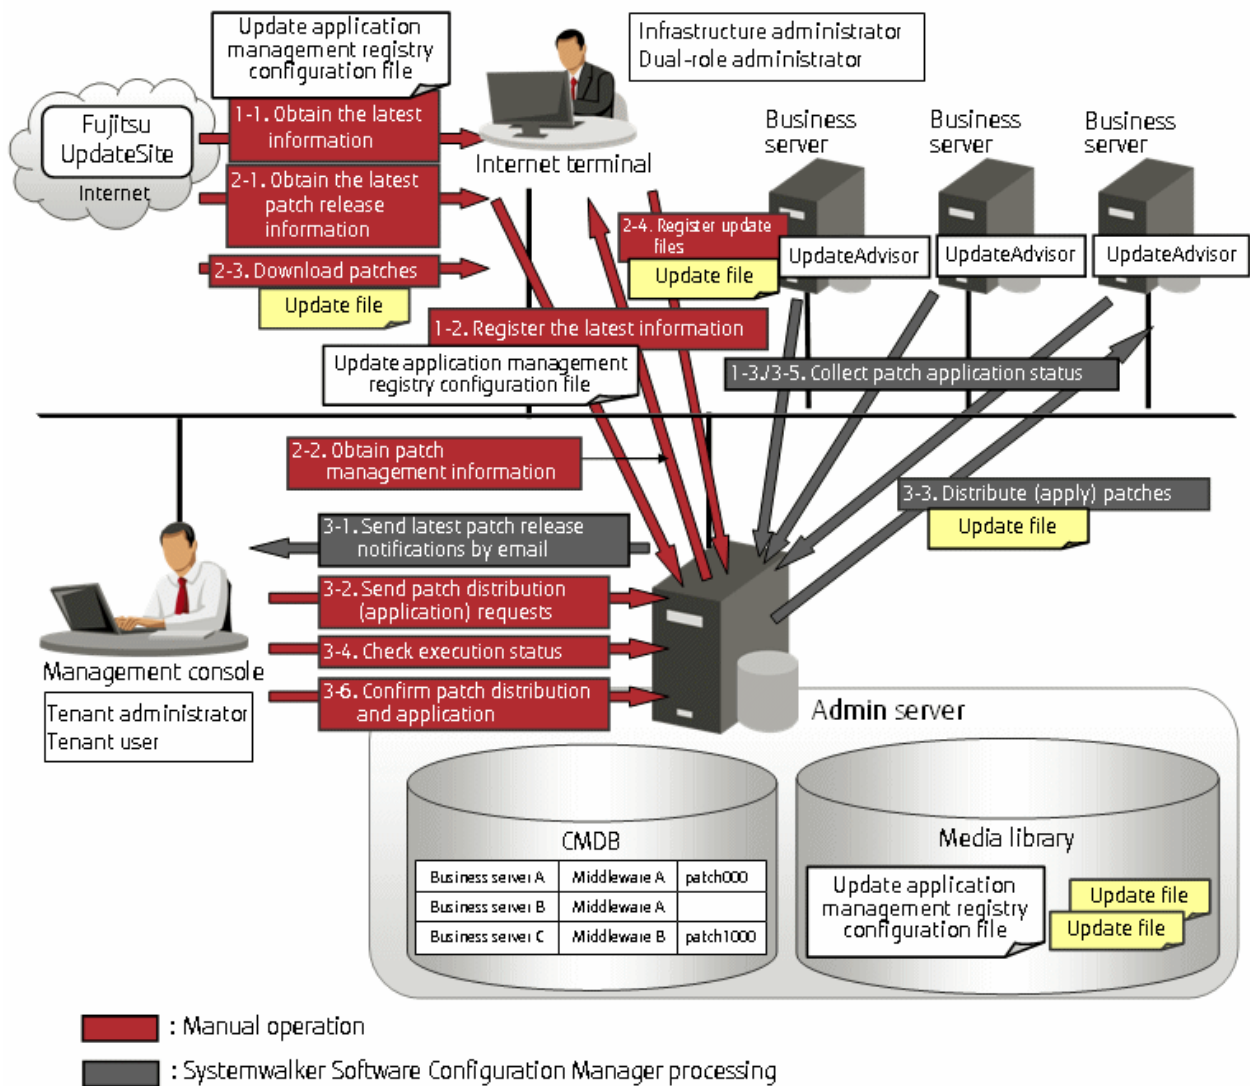 Update application
management registry
configuration file
Infrastructure administrator
Dual-role administrator
Fujitsu
UpdateSite
Internet
1-1. Obtain the latest
information
Internet terminal
2-1. Obtain the latest
patch release
information
2-3. Download patches
Update file
Business
server
Business
server
Business
server
UpdateAdvisor
UpdateAdvisor
UpdateAdvisor
2-4. Register update
files
Update file
1-2. Register the latest information
Update application management
registry configuration file
1-3./3-5. Collect patch application status
2-2. Obtain patch
management information
3-3. Distribute (apply) patches
Update file
3-1. Send latest patch release
notifications by email
3-2. Send patch distribution
(application) requests
3-4. Check execution status
3-6. Confirm patch distribution
and application
Management console
Tenant administrator
Tenant user
Admin server
CMDB
Business server A Middleware A patch000
Business server B Middleware A
Business server C Middleware B patch1000
Media library
Update application
management registry
configuration file
Update file
Update file
: Manual operation
: Systemwalker Software Configuration Manager processing